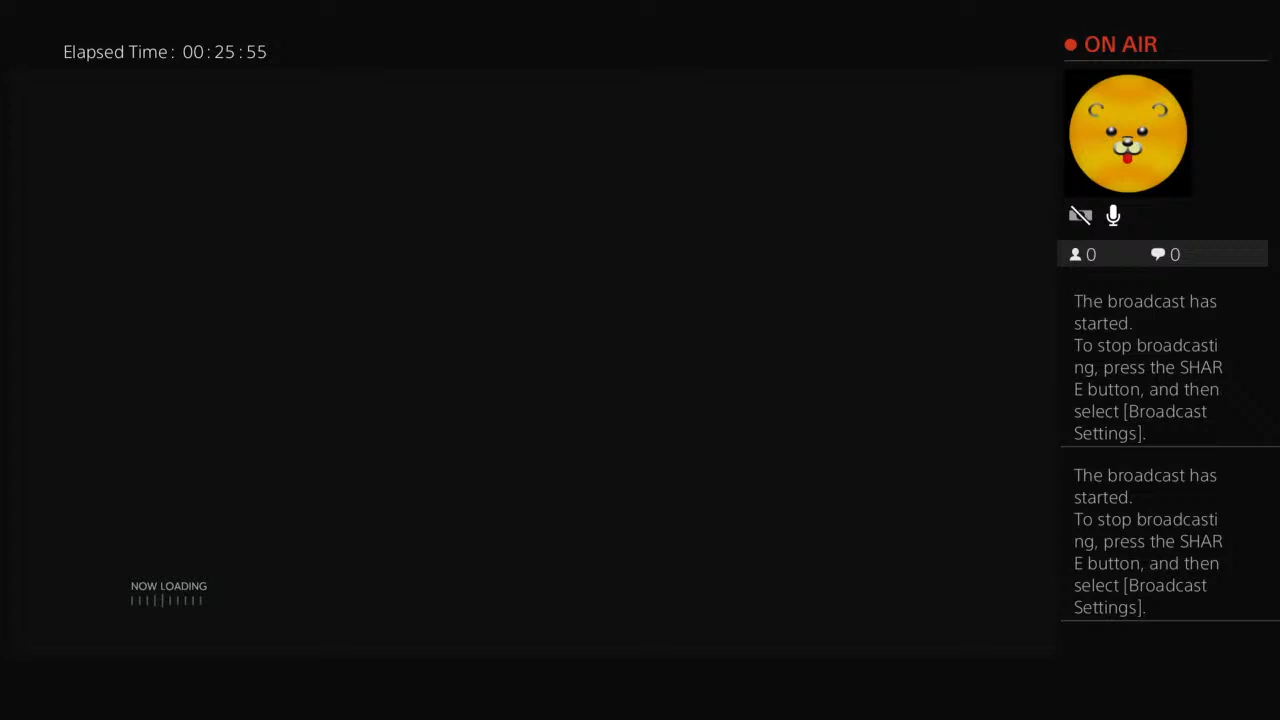 Elapsed Time: 00:25:55
ON AIR
0 0
The broadcast has
started.
To stop broadcasti
ng, press the SHAR
E button, and then
select [Broadcast
Settings].
The broadcast has
started.
To stop broadcasti
ng, press the SHAR
E button, and then
select [Broadcast
Settings].
NOW LOADING